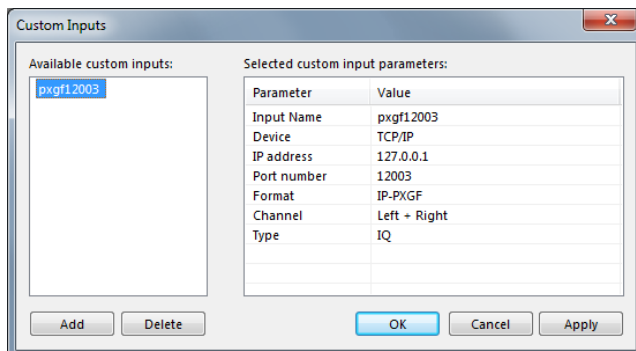 Custom Inputs
Available custom inputs:
pxgf12003
Selected custom input parameters:
Parameter Value
Input Name pxgf12003
Device TCP/IP
IP address 127.0.0.1
Port number 12003
Format IP-PXGF
Channel Left + Right
Type IQ
Add Delete OK Cancel Apply